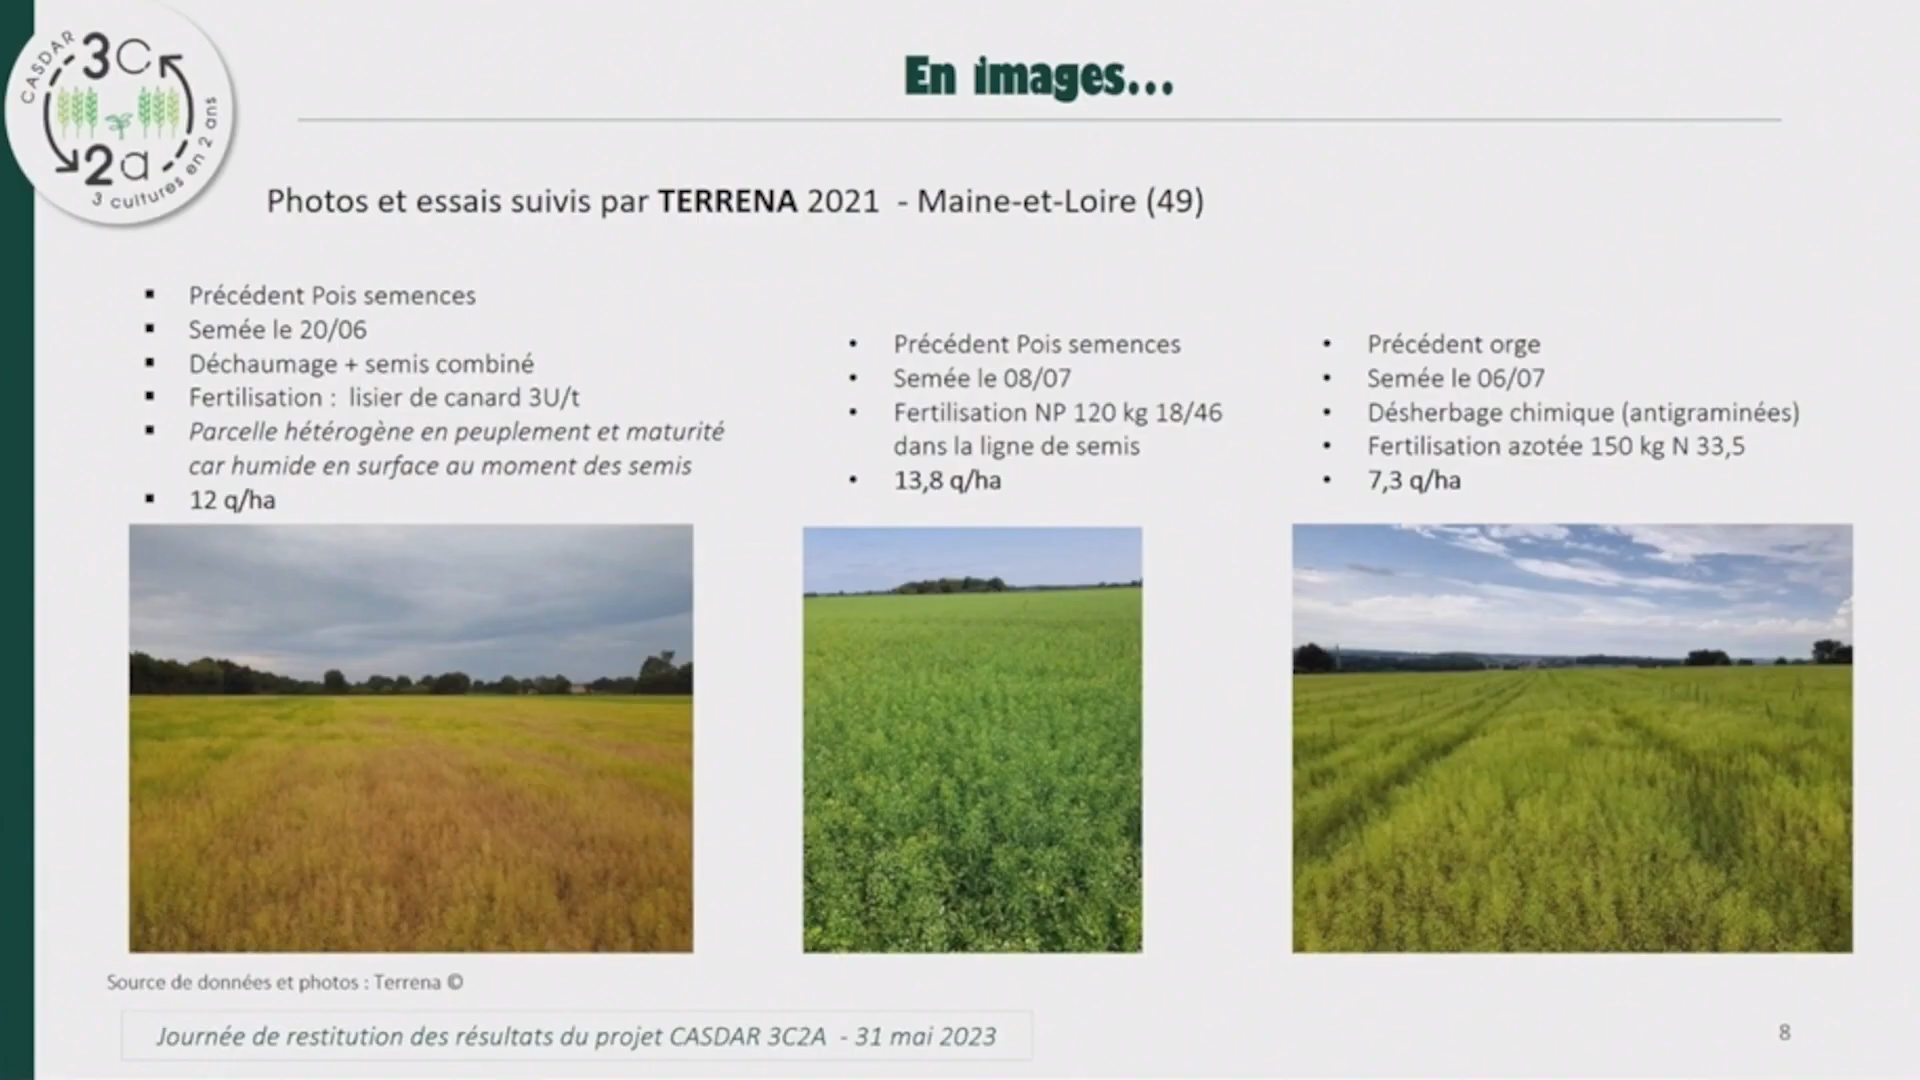 CASDAR
3C
2a
3 cultures en 2 ans
En images...
Photos et essais suivis par TERRENA 2021 - Maine-et-Loire (49)
▪ Précédent Pois semences
▪ Semée le 20/06
▪ Déchaumage + semis combiné
▪ Fertilisation : lisier de canard 3U/t
▪ Parcelle hétérogène en peuplement et maturité
car humide en surface au moment des semis
▪ 12 q/ha
• Précédent Pois semences
• Semée le 08/07
• Fertilisation NP 120 kg 18/46
dans la ligne de semis
• 13,8 q/ha
• Précédent orge
• Semée le 06/07
• Désherbage chimique (antigraminées)
• Fertilisation azotée 150 kg N 33,5
• 7,3 q/ha
Source de données et photos : Terrena ©
Journée de restitution des résultats du projet CASDAR 3C2A - 31 mai 2023
8